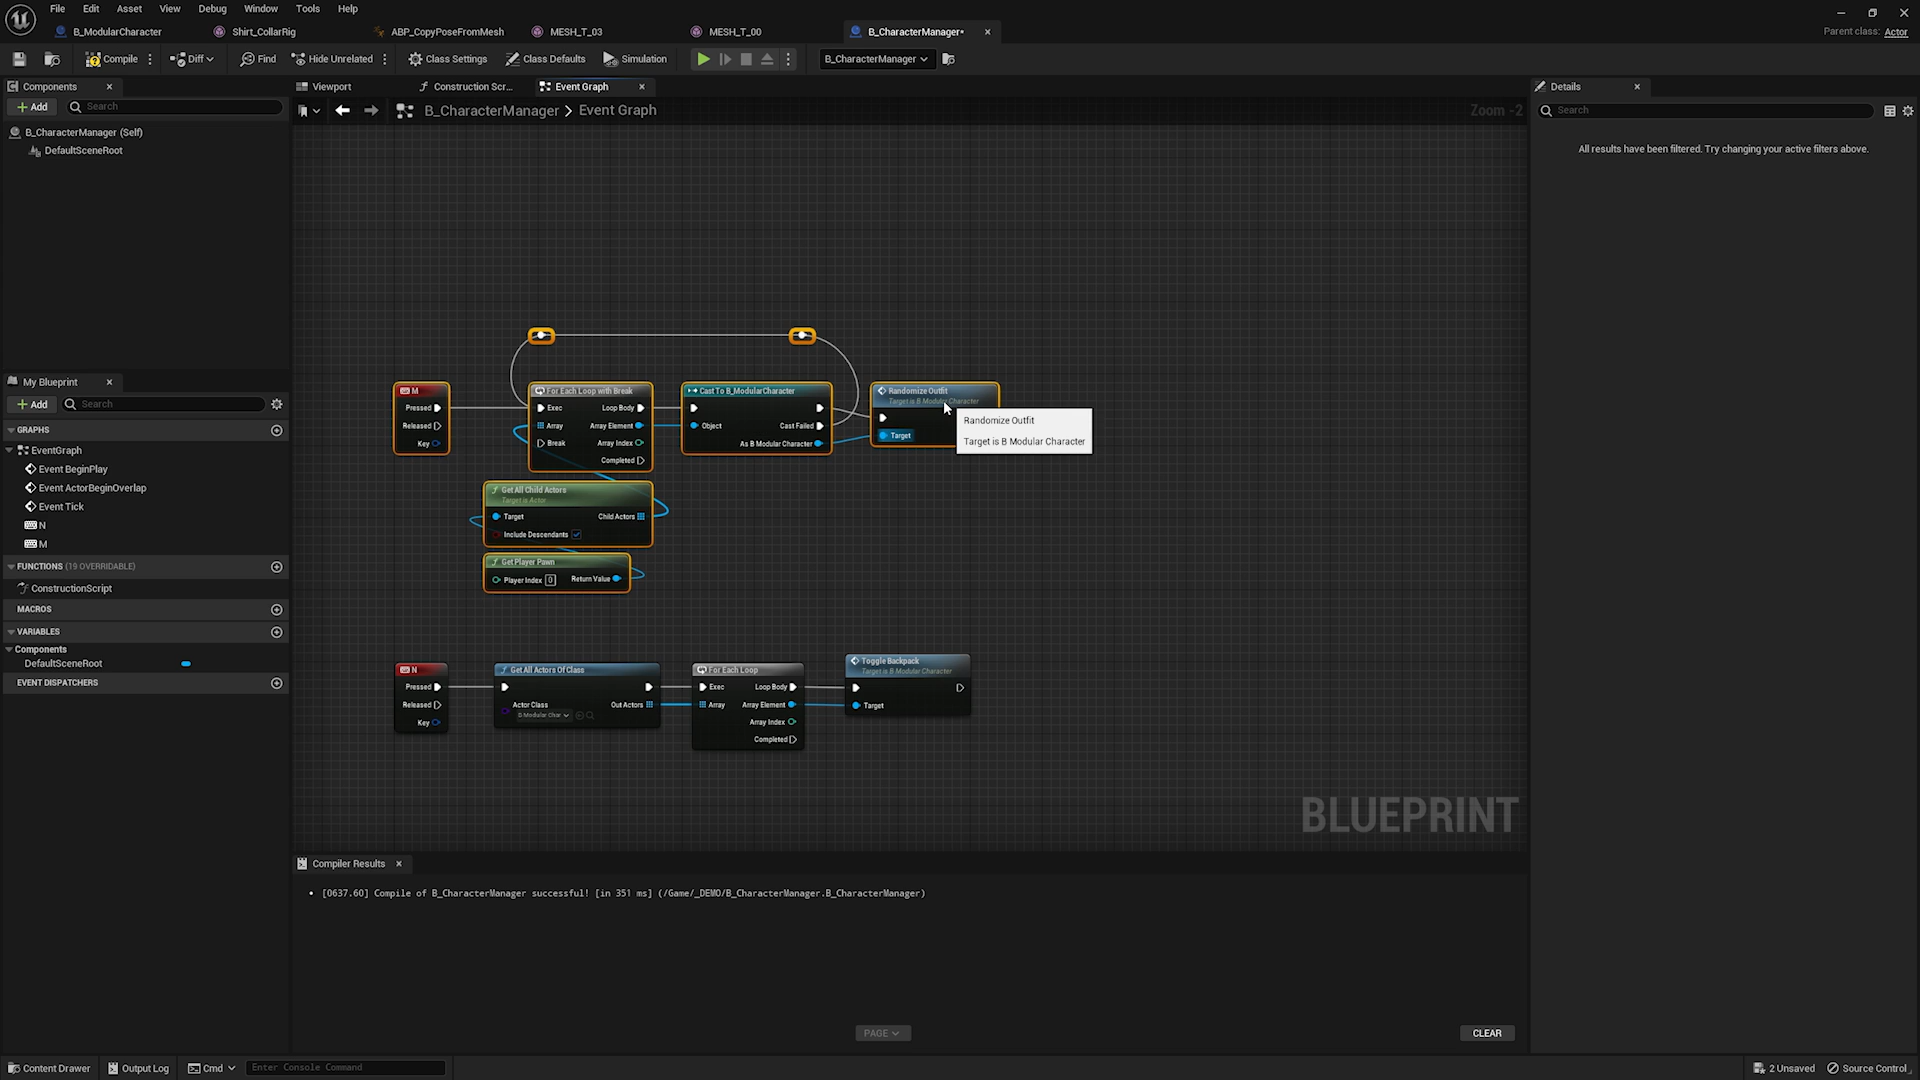 File Edit Asset View Debug Window Tools Help
B_ModularCharacter Shirt_CollarRig ABP_CopyPoseFromMesh MESH_T_03 MESH_T_00 B_CharacterManager•
Parent class: Actor
Compile Diff Find Hide Unrelated Class Settings Class Defaults Simulation B_CharacterManager
Components
Add Search
B_CharacterManager (Self)
DefaultSceneRoot
Viewport Construction Scr... Event Graph
B_CharacterManager > Event Graph
Zoom -2
Details
Search
All results have been filtered. Try changing your active filters above.
My Blueprint
Add Search
GRAPHS
EventGraph
Event BeginPlay
Event ActorBeginOverlap
Event Tick
N
M
FUNCTIONS (19 OVERRIDABLE)
ConstructionScript
MACROS
VARIABLES
Components
DefaultSceneRoot
EVENT DISPATCHERS
M
Pressed
Released
Key
For Each Loop with Break
Exec Loop Body
Array Array Element
Break Array Index
Completed
Cast To B_ModularCharacter
Object Cast Failed
As B Modular Character
Randomize Outfit
Target is B Modular Character
Target
Randomize Outfit
Target is B Modular Character
Get All Child Actors
Target is Actor
Target Child Actors
Include Descendants
Get Player Pawn
Player Index 0 Return Value
N
Pressed
Released
Key
Get All Actors Of Class
Actor Class Out Actors
B Modular Char
For Each Loop
Exec Loop Body
Array Array Element
Array Index
Completed
Toggle Backpack
Target is B Modular Character
Target
BLUEPRINT
Compiler Results
• [0637.60] Compile of B_CharacterManager successful! [in 351 ms] (/Game/_DEMO/B_CharacterManager.B_CharacterManager)
PAGE
CLEAR
Content Drawer Output Log Cmd Enter Console Command
2 Unsaved Source Control